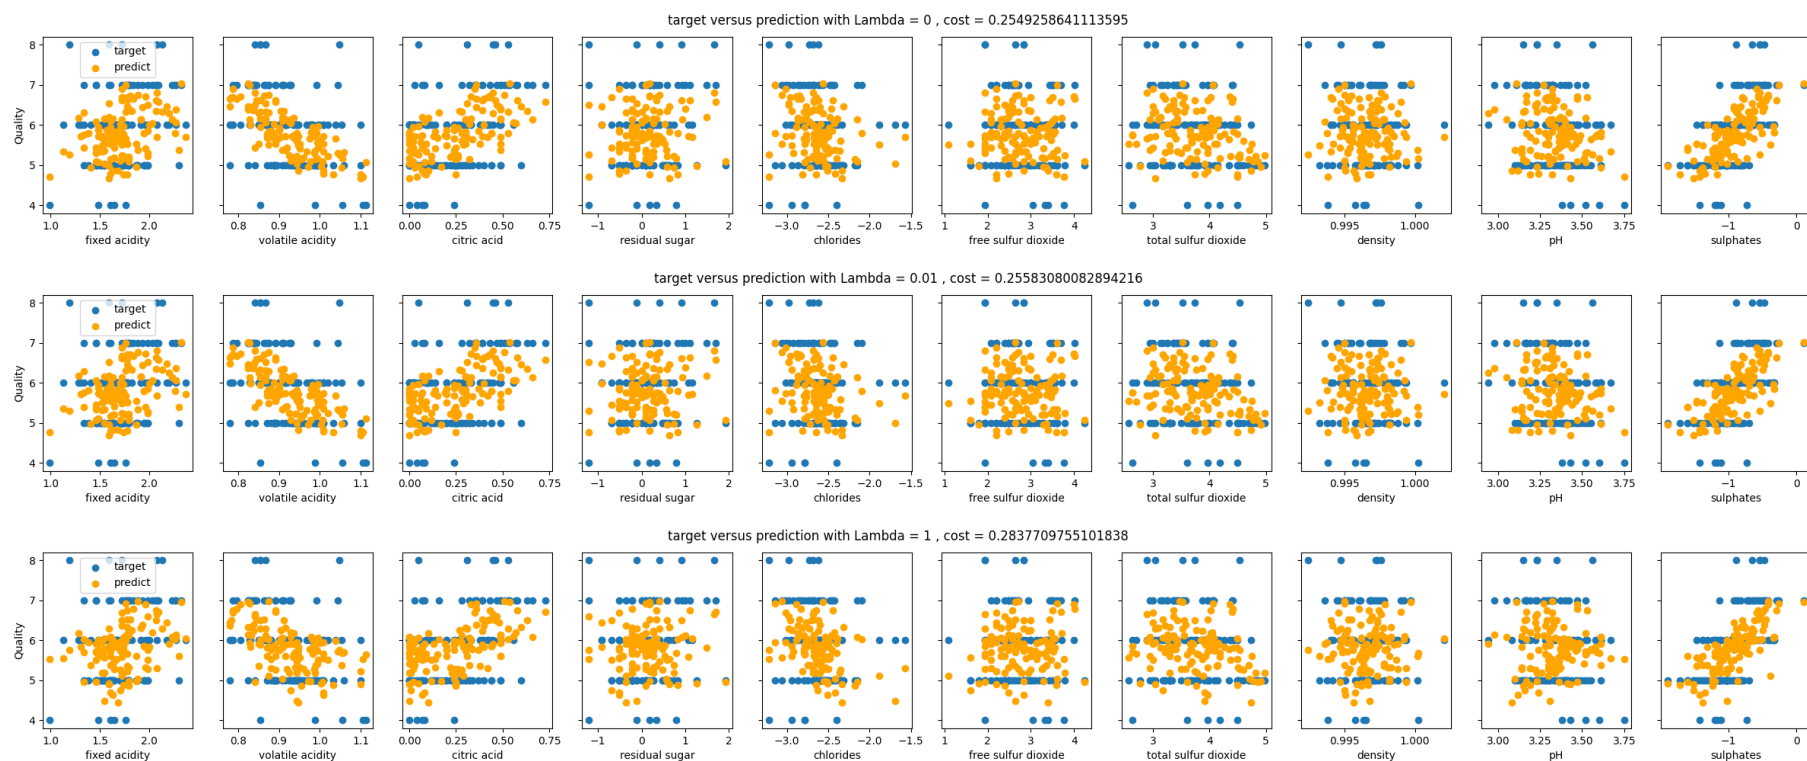 target versus prediction with Lambda = 0 , cost = 0.2549258641113595
target
predict
Quality
8
7
6
5
4
1.0 1.5 2.0
0.8 0.9 1.0 1.1
0.00 0.25 0.50 0.75
−1 0 1 2
−3.0 −2.5 −2.0 −1.5
1 2 3 4
3 4 5
0.995 1.000
3.00 3.25 3.50 3.75
−1 0
fixed acidity
volatile acidity
citric acid
residual sugar
chlorides
free sulfur dioxide
total sulfur dioxide
density
pH
sulphates
target versus prediction with Lambda = 0.01 , cost = 0.25583080082894216
target
predict
Quality
8
7
6
5
4
1.0 1.5 2.0
0.8 0.9 1.0 1.1
0.00 0.25 0.50 0.75
−1 0 1 2
−3.0 −2.5 −2.0 −1.5
1 2 3 4
3 4 5
0.995 1.000
3.00 3.25 3.50 3.75
−1 0
fixed acidity
volatile acidity
citric acid
residual sugar
chlorides
free sulfur dioxide
total sulfur dioxide
density
pH
sulphates
target versus prediction with Lambda = 1 , cost = 0.2837709755101838
target
predict
Quality
8
7
6
5
4
1.0 1.5 2.0
0.8 0.9 1.0 1.1
0.00 0.25 0.50 0.75
−1 0 1 2
−3.0 −2.5 −2.0 −1.5
1 2 3 4
3 4 5
0.995 1.000
3.00 3.25 3.50 3.75
−1 0
fixed acidity
volatile acidity
citric acid
residual sugar
chlorides
free sulfur dioxide
total sulfur dioxide
density
pH
sulphates